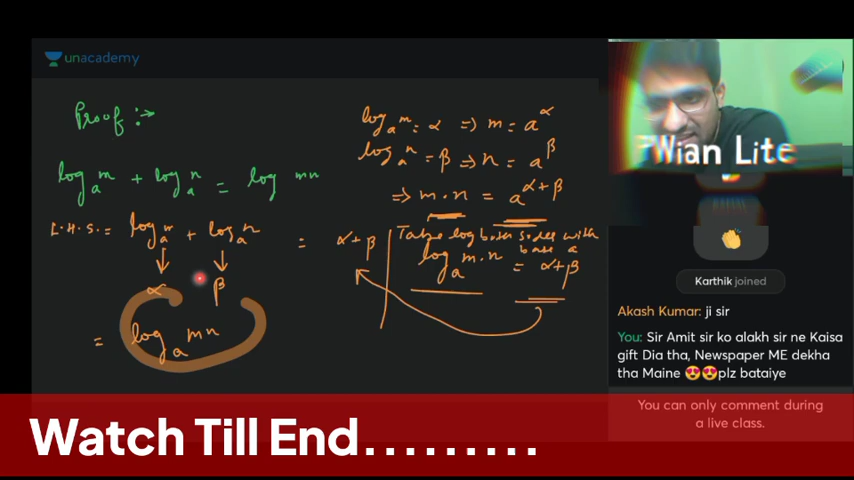 unacademy
Proof :→
log_a m + log_a n = log mn
L.H.S. = log_a m + log_a n = α+β
α β
= log_a mn
log_a m = α => m = a^α
log_a n = β => n = a^β
=> m·n = a^α+β
Take log both sides with
base a
log_a m·n = α+β
PWian Lite
👏
Karthik joined
Akash Kumar: ji sir
You: Sir Amit sir ko alakh sir ne Kaisa
gift Dia tha, Newspaper ME dekha
tha Maine 😍😍plz bataiye
You can only comment during
a live class.
Watch Till End.........